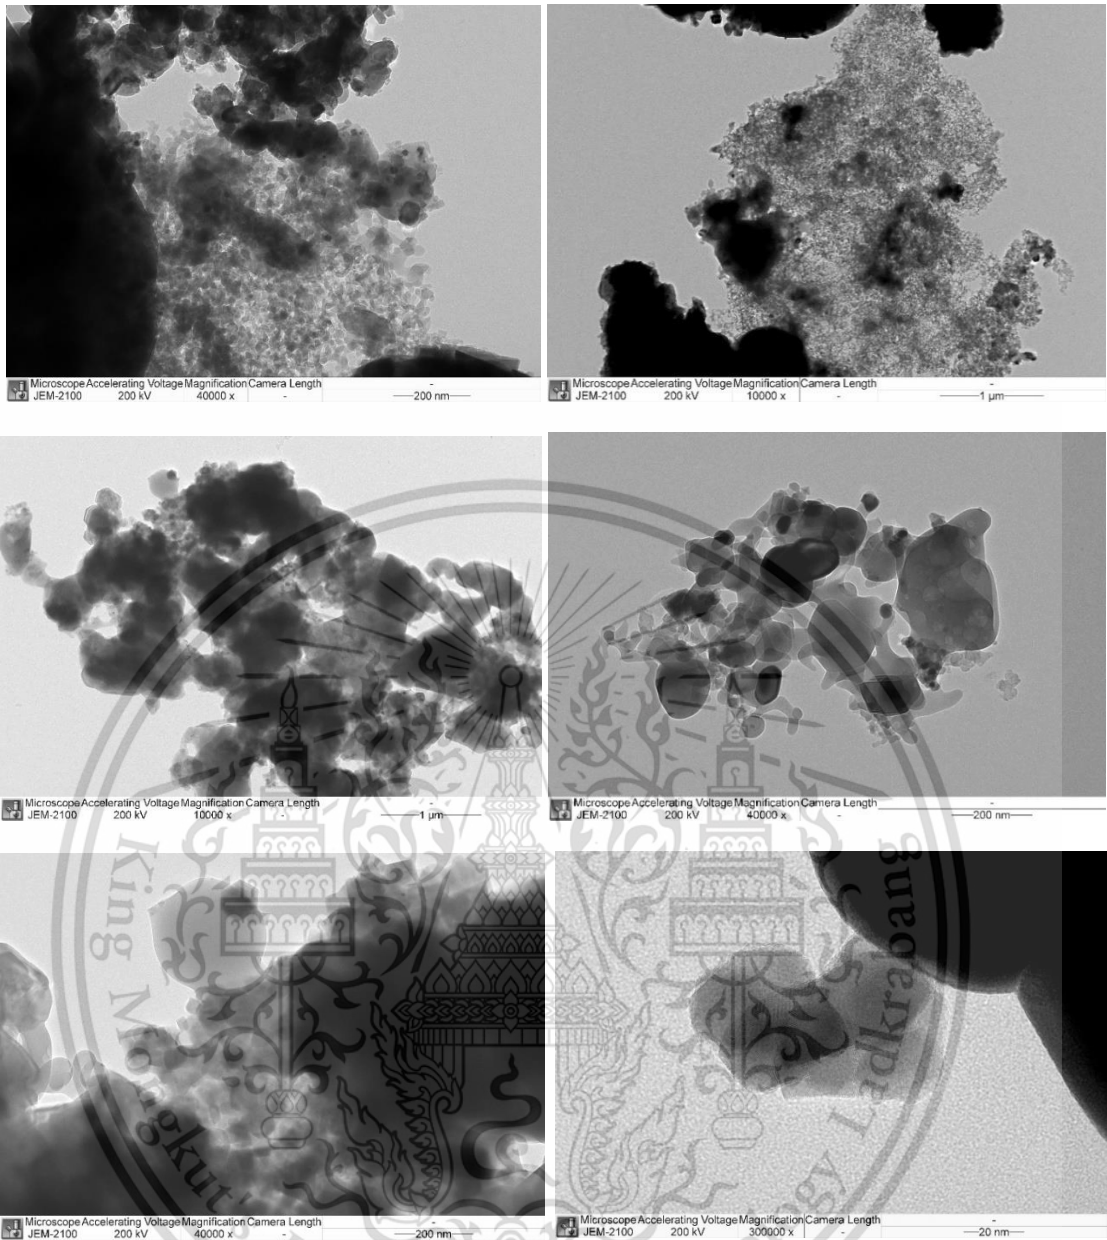 Microscope Accelerating Voltage Magnification Camera Length -
JEM-2100 200 kV 40000 x - 200 nm
Microscope Accelerating Voltage Magnification Camera Length -
JEM-2100 200 kV 10000 x - 1 µm
Microscope Accelerating Voltage Magnification Camera Length -
JEM-2100 200 kV 10000 x - 1 µm
Microscope Accelerating Voltage Magnification Camera Length -
JEM-2100 200 kV 40000 x - 200 nm
King Mongkut
Ladkrabang
Microscope Accelerating Voltage Magnification Camera Length -
JEM-2100 200 kV 40000 x - 200 nm
Microscope Accelerating Voltage Magnification Camera Length -
JEM-2100 200 kV 300000 x - 20 nm